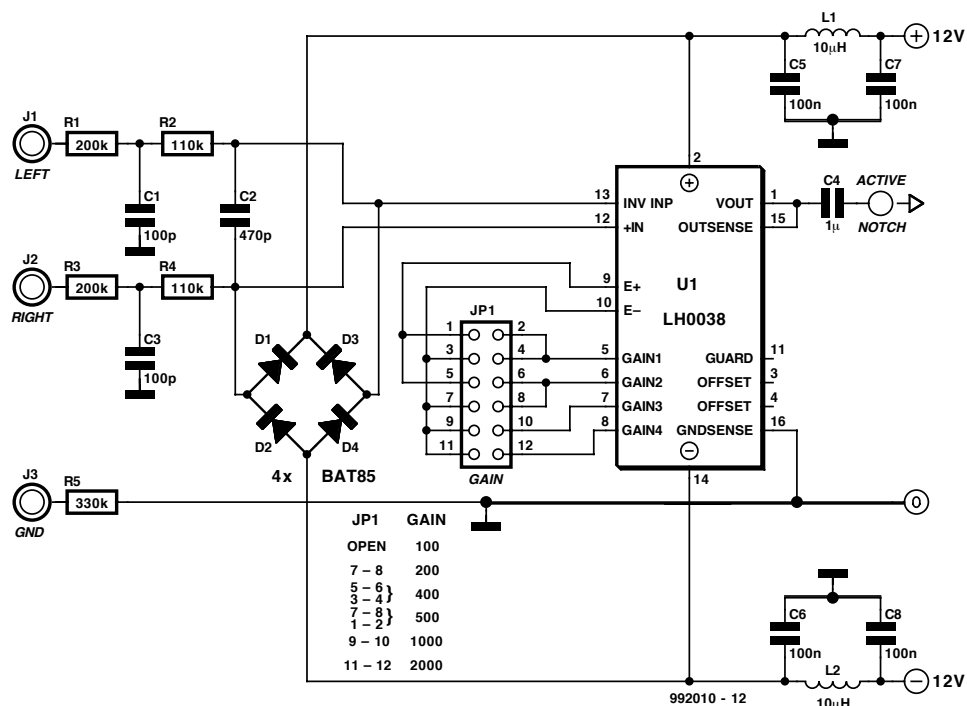 L1
10µH
12V
C5
100n
C7
100n
J1
LEFT
R1
200k
R2
110k
C1
100p
C2
470p
J2
RIGHT
R3
200k
R4
110k
C3
100p
2
13
INV INP
12
+IN
9
E+
10
E–
5
GAIN1
6
GAIN2
7
GAIN3
8
GAIN4
U1
LH0038
VOUT
1
OUTSENSE
15
GUARD
11
OFFSET
3
OFFSET
4
GNDSENSE
16
14
C4
1µ
ACTIVE
NOTCH
JP1
1 2
3 4
5 6
7 8
9 10
11 12
GAIN
D1
D3
D2
D4
4x BAT85
J3
GND
R5
330k
0
JP1 GAIN
OPEN 100
7 – 8 200
5 – 6
3 – 4 } 400
7 – 8
1 – 2 } 500
9 – 10 1000
11 – 12 2000
C6
100n
C8
100n
L2
10µH
12V
992010 - 12